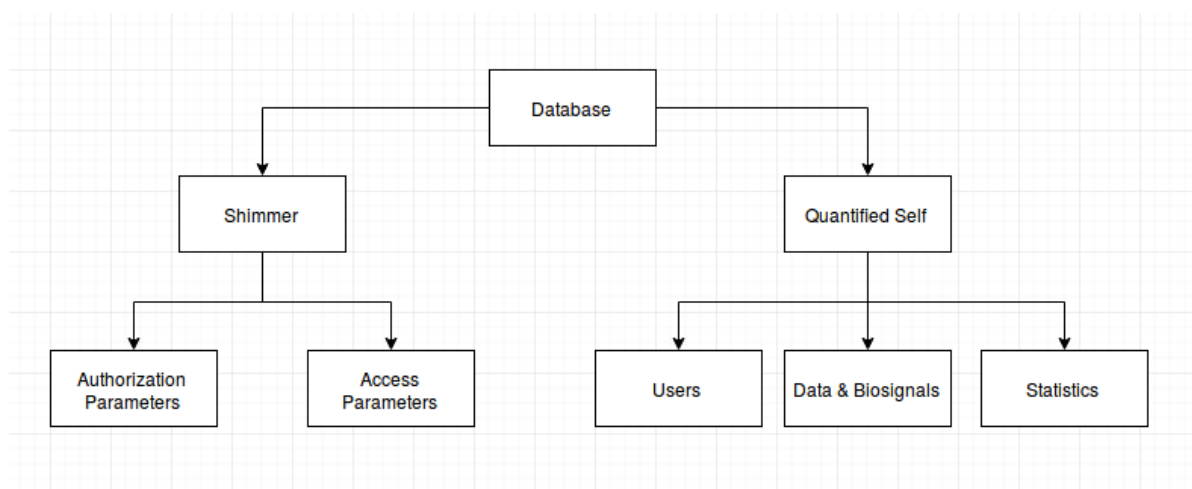 Database
Shimmer
Quantified Self
Authorization
Parameters
Access
Parameters
Users
Data & Biosignals
Statistics